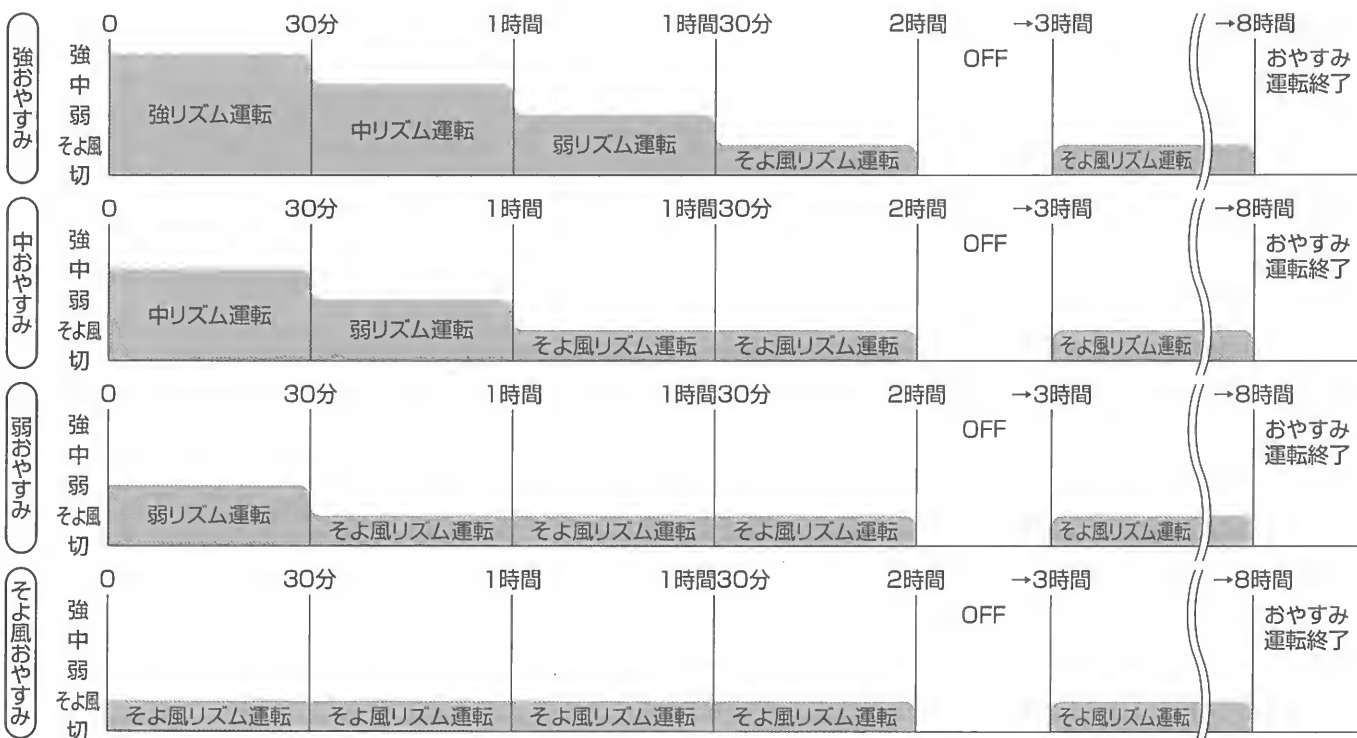 強おやすみ
0 30分 1時間 1時間30分 2時間 →3時間 →8時間
強
中
弱
そよ風
切
強リズム運転
中リズム運転
弱リズム運転
そよ風リズム運転
OFF
そよ風リズム運転
おやすみ
運転終了
中おやすみ
0 30分 1時間 1時間30分 2時間 →3時間 →8時間
強
中
弱
そよ風
切
中リズム運転
弱リズム運転
そよ風リズム運転
そよ風リズム運転
OFF
そよ風リズム運転
おやすみ
運転終了
弱おやすみ
0 30分 1時間 1時間30分 2時間 →3時間 →8時間
強
中
弱
そよ風
切
弱リズム運転
そよ風リズム運転
そよ風リズム運転
そよ風リズム運転
OFF
そよ風リズム運転
おやすみ
運転終了
そよ風おやすみ
0 30分 1時間 1時間30分 2時間 →3時間 →8時間
強
中
弱
そよ風
切
そよ風リズム運転
そよ風リズム運転
そよ風リズム運転
そよ風リズム運転
OFF
そよ風リズム運転
おやすみ
運転終了